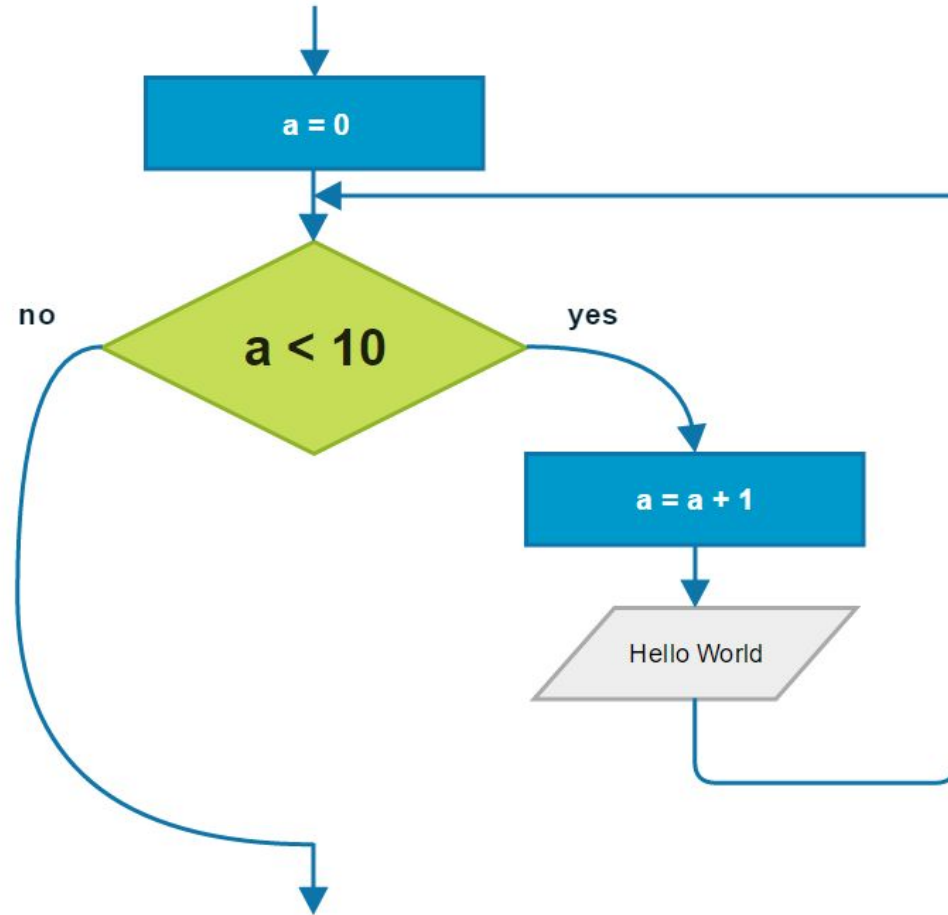 a = 0
no
yes
a < 10
a = a + 1
Hello World